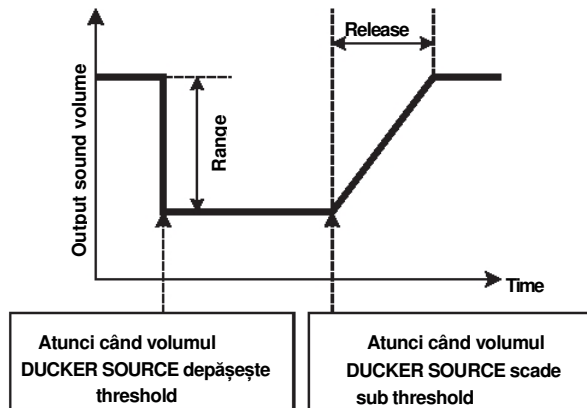 Release
Output sound volume
Range
Time
Atunci când volumul
DUCKER SOURCE depășește
threshold
Atunci când volumul
DUCKER SOURCE scade
sub threshold